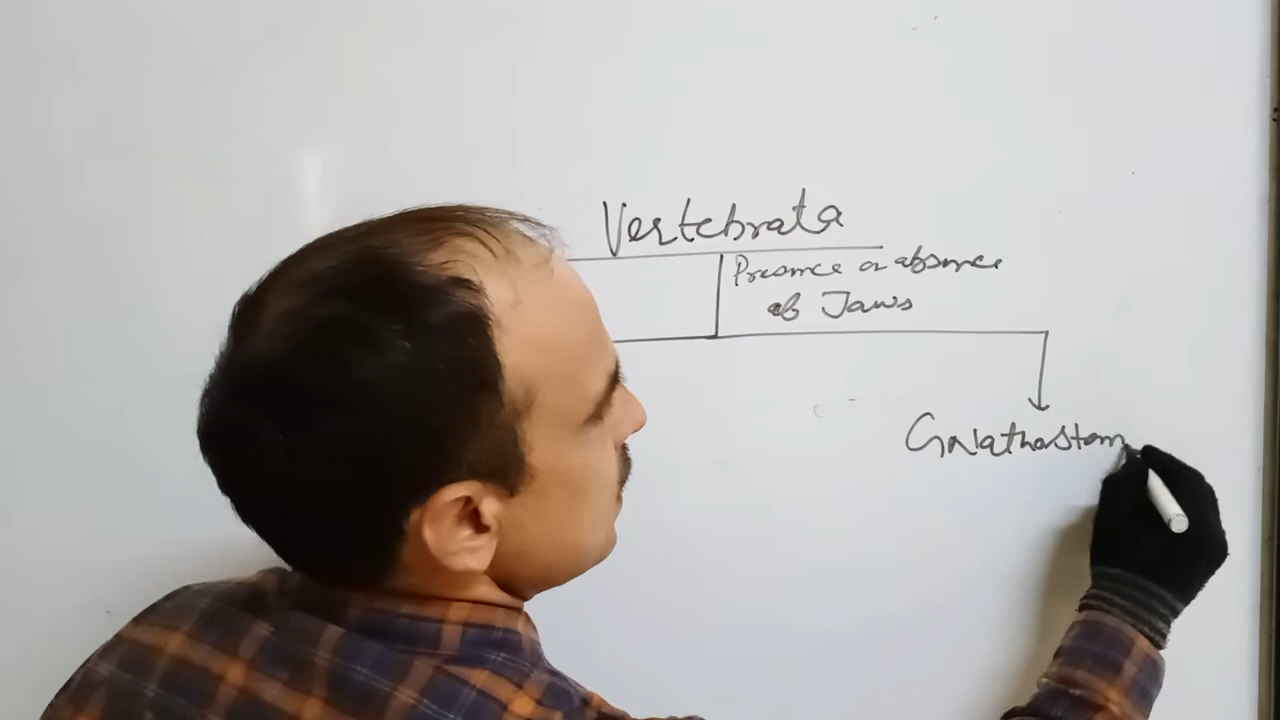 Vertebrata
Presence or absence
of Jaws
Gnathostom